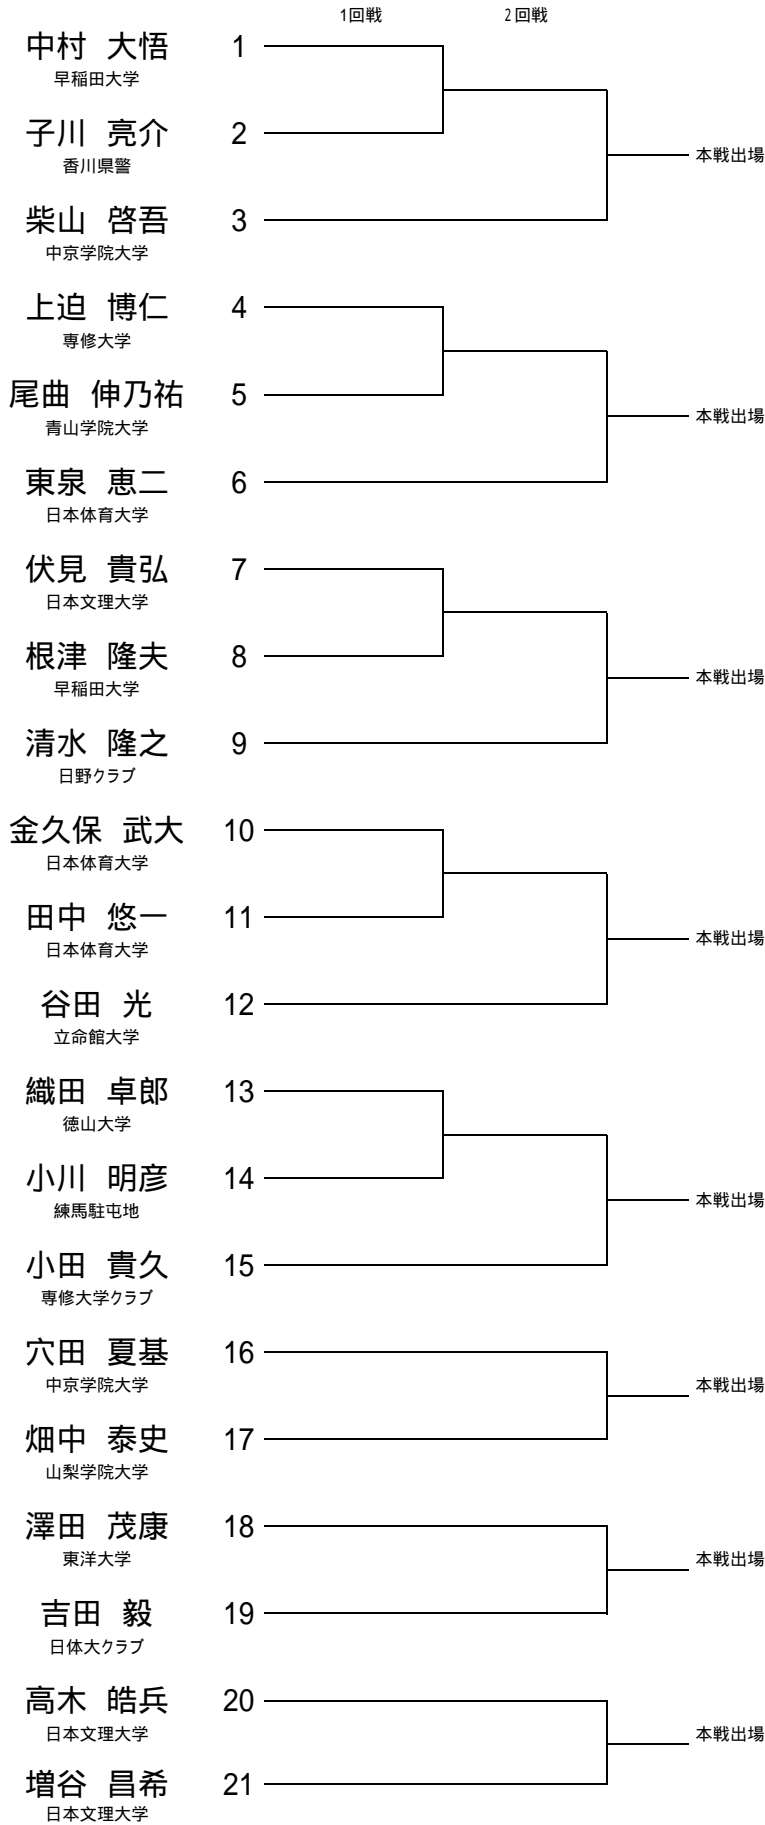 1回戦 2回戦
中村 大悟 1
早稲田大学
子川 亮介 2
香川県警
本戦出場
柴山 啓吾 3
中京学院大学
上迫 博仁 4
専修大学
尾曲 伸乃祐 5
青山学院大学
本戦出場
東泉 恵二 6
日本体育大学
伏見 貴弘 7
日本文理大学
根津 隆夫 8
早稲田大学
本戦出場
清水 隆之 9
日野クラブ
金久保 武大 10
日本体育大学
田中 悠一 11
日本体育大学
本戦出場
谷田 光 12
立命館大学
織田 卓郎 13
徳山大学
小川 明彦 14
練馬駐屯地
本戦出場
小田 貴久 15
専修大学クラブ
穴田 夏基 16
中京学院大学
本戦出場
畑中 泰史 17
山梨学院大学
澤田 茂康 18
東洋大学
本戦出場
吉田 毅 19
日体大クラブ
高木 皓兵 20
日本文理大学
本戦出場
増谷 昌希 21
日本文理大学